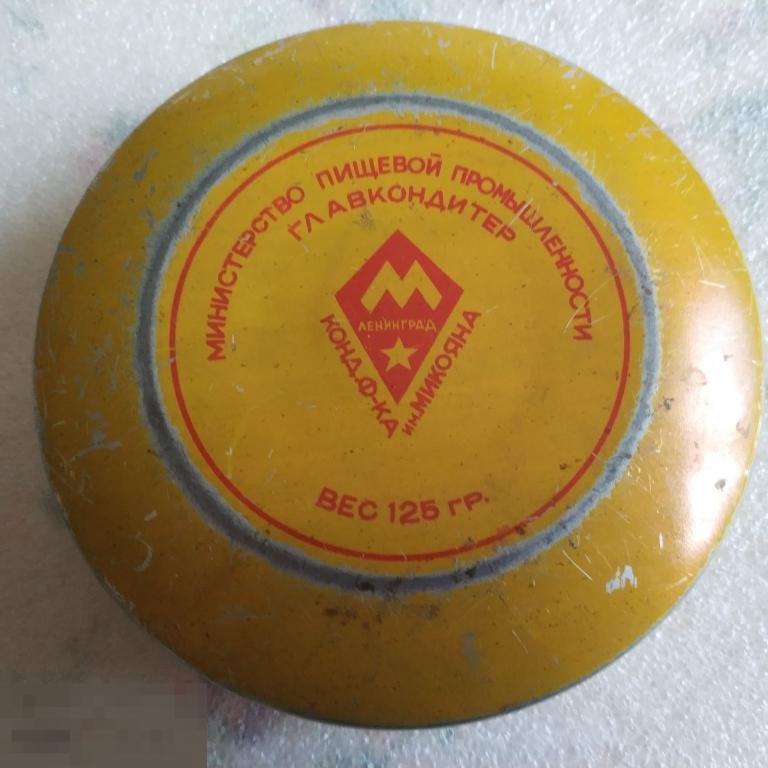 МИНИСТЕРСТВО ПИЩЕВОЙ ПРОМЫШЛЕННОСТИ
ГЛАВКОНДИТЕР
М
ЛЕНИНГРАД
КОНД.Ф-КА
им.МИКОЯНА
ВЕС 125 ГР.